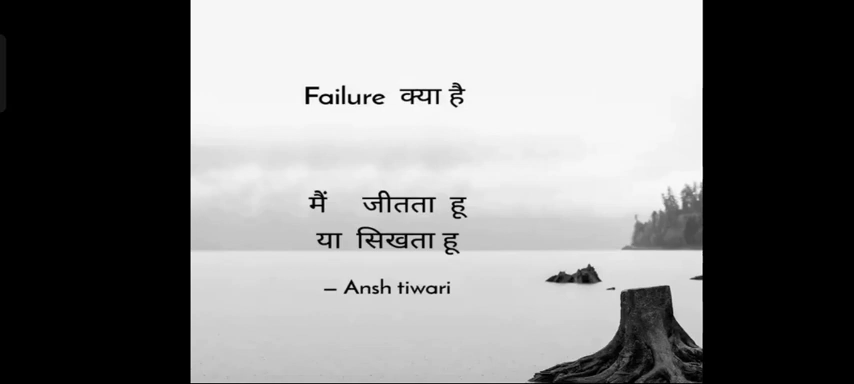 Failure क्या है
मैं जीतता हू
या सिखता हू
– Ansh tiwari